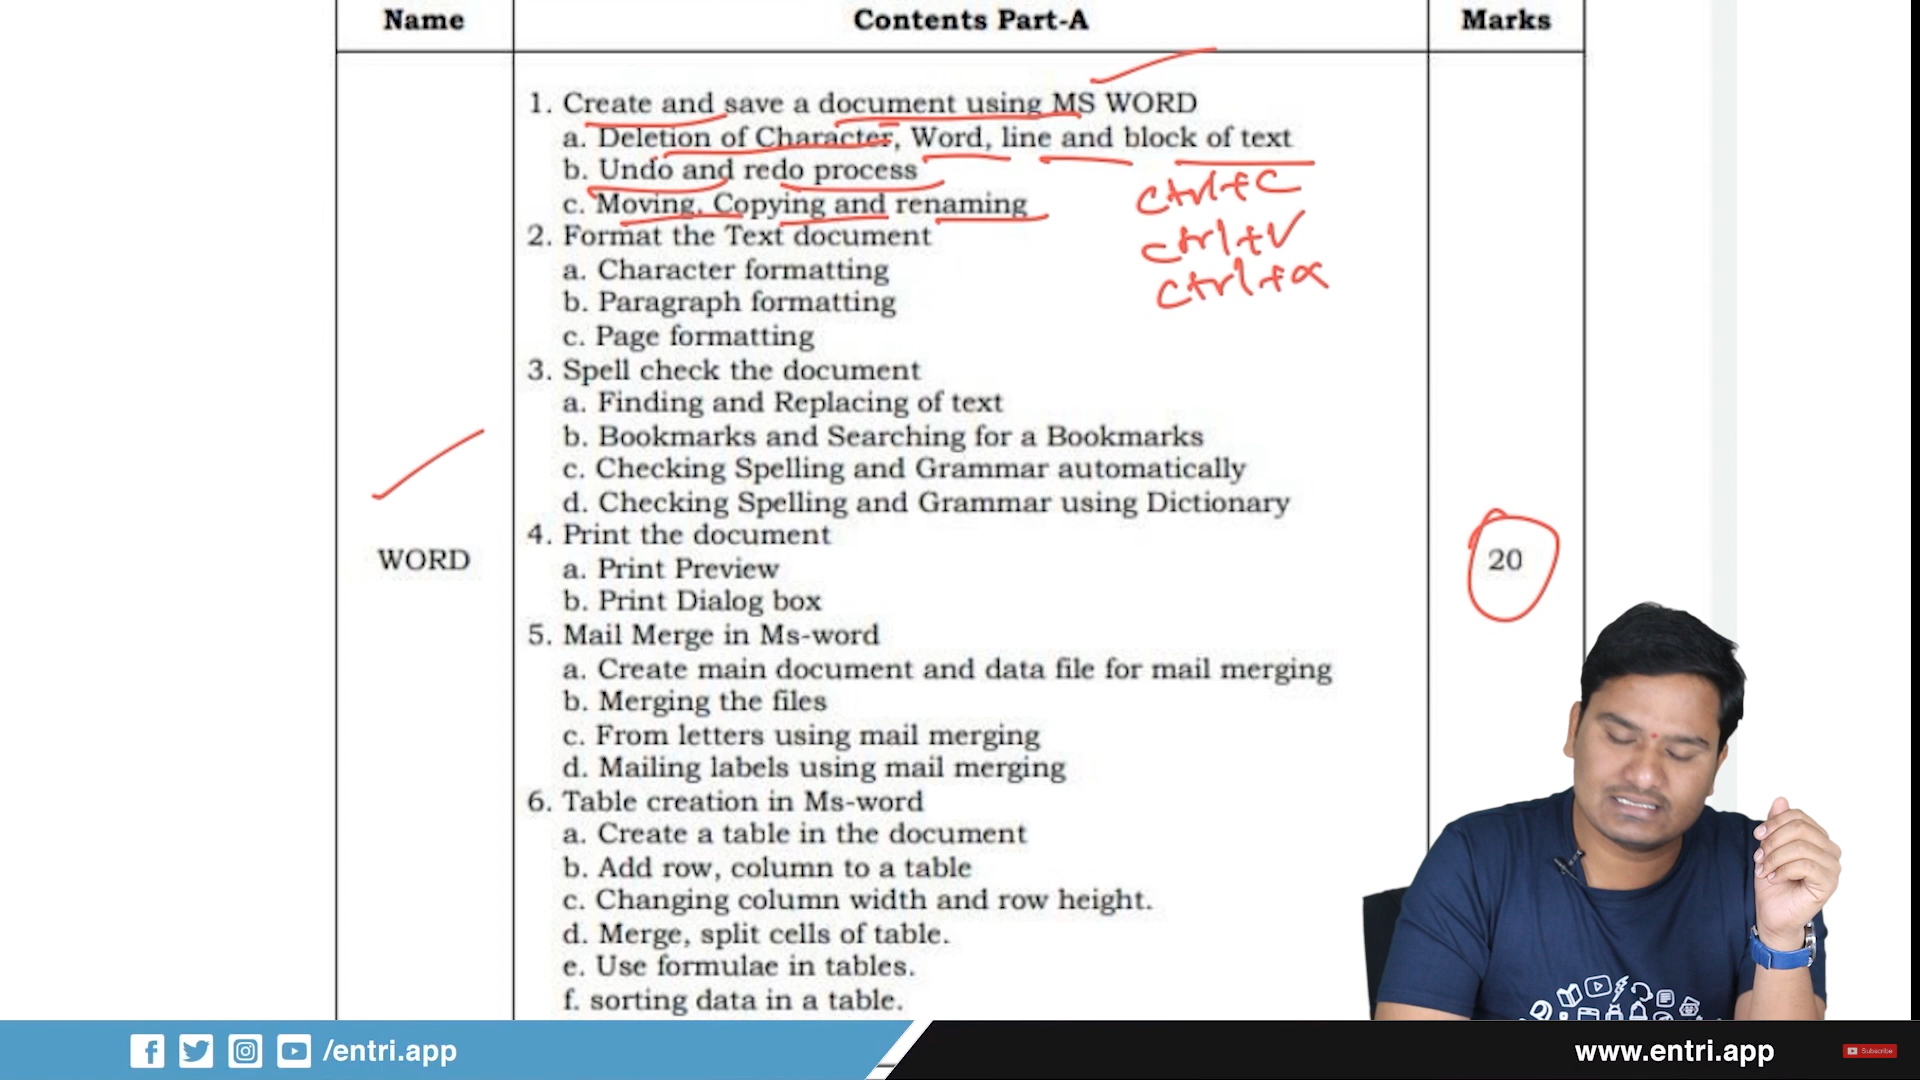 Name Contents Part-A Marks
1. Create and save a document using MS WORD
a. Deletion of Character, Word, line and block of text
b. Undo and redo process
c. Moving, Copying and renaming
ctrl+c
ctrl+v
ctrl+x
2. Format the Text document
a. Character formatting
b. Paragraph formatting
c. Page formatting
3. Spell check the document
a. Finding and Replacing of text
b. Bookmarks and Searching for a Bookmarks
c. Checking Spelling and Grammar automatically
d. Checking Spelling and Grammar using Dictionary
4. Print the document
a. Print Preview
b. Print Dialog box
WORD
20
5. Mail Merge in Ms-word
a. Create main document and data file for mail merging
b. Merging the files
c. From letters using mail merging
d. Mailing labels using mail merging
6. Table creation in Ms-word
a. Create a table in the document
b. Add row, column to a table
c. Changing column width and row height.
d. Merge, split cells of table.
e. Use formulae in tables.
f. sorting data in a table.
/entri.app
www.entri.app
Subscribe